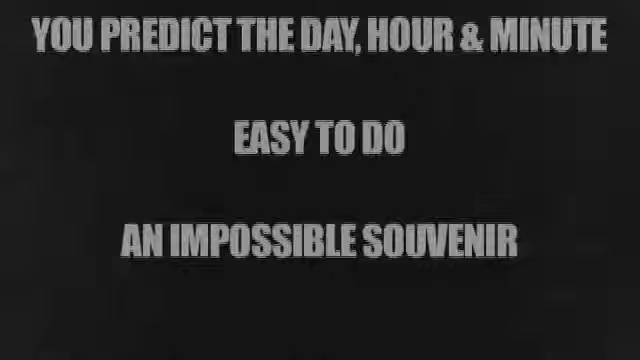 YOU PREDICT THE DAY, HOUR & MINUTE
EASY TO DO
AN IMPOSSIBLE SOUVENIR